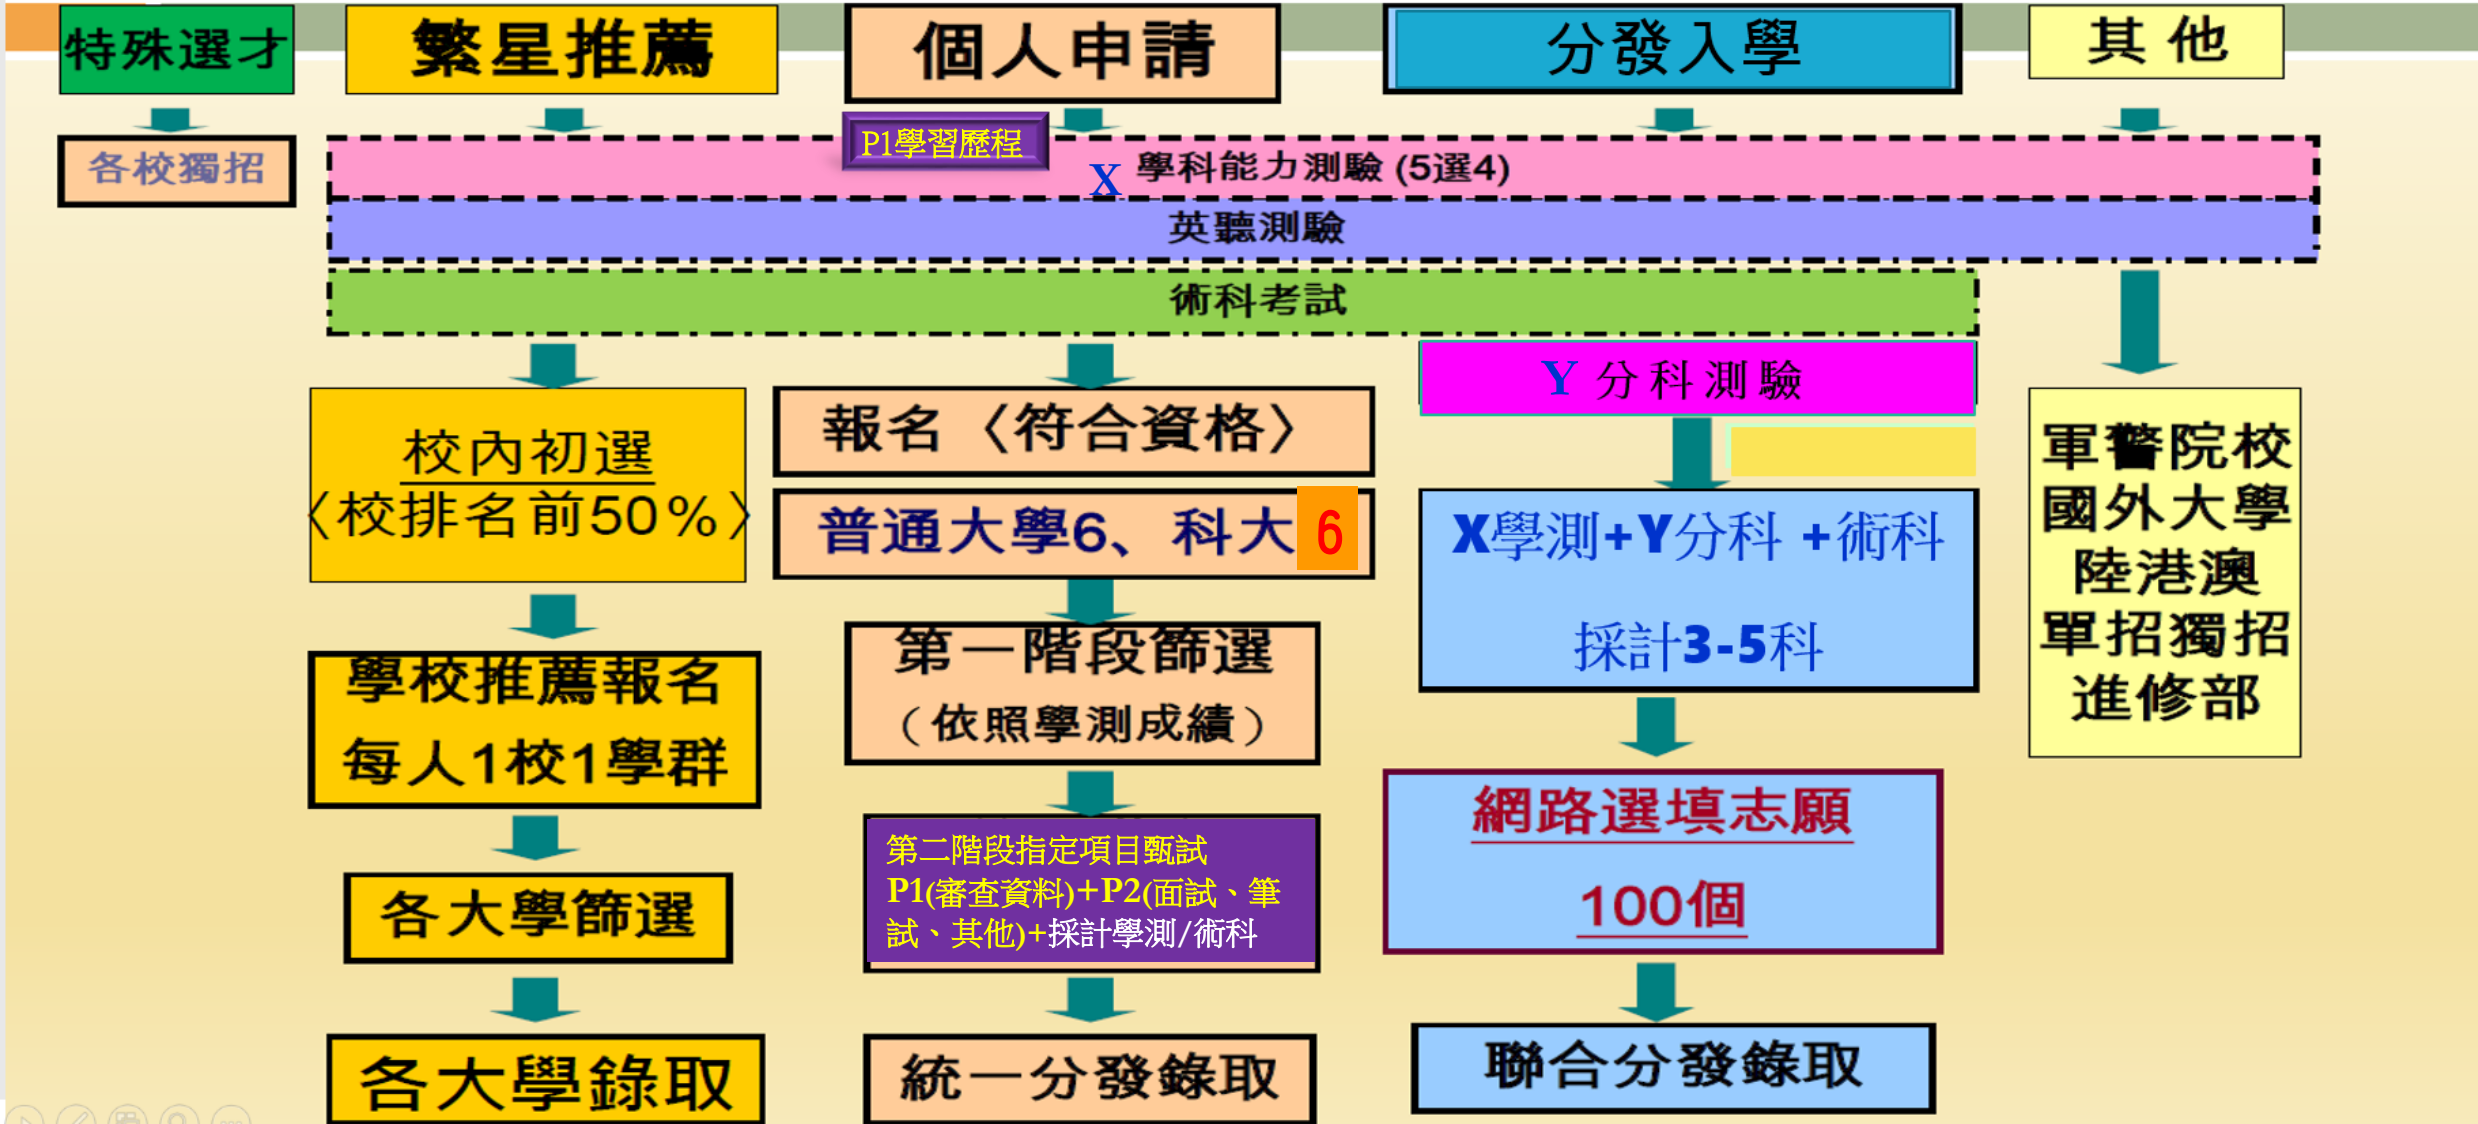 特殊選才
繁星推薦
個人申請
分發入學
其他
各校獨招
P1學習歷程
X 學科能力測驗 (5選4)
英聽測驗
術科考試
校內初選
〈校排名前50%〉
學校推薦報名
每人1校1學群
各大學篩選
各大學錄取
報名〈符合資格〉
普通大學6、科大6
第一階段篩選
(依照學測成績)
第二階段指定項目甄試
P1(審查資料)+P2(面試、筆
試、其他)+採計學測/術科
統一分發錄取
Y 分科測驗
X學測+Y分科 +術科
採計3-5科
網路選填志願
100個
聯合分發錄取
軍警院校
國外大學
陸港澳
單招獨招
進修部